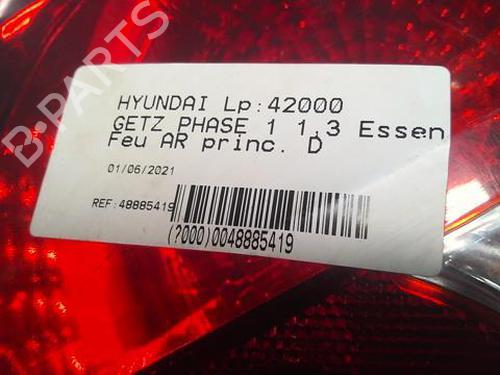 B-PARTS
HYUNDAI Lp:42000
GETZ PHASE 1 1,3 Essen
Feu AR princ. D
01/06/2021
REF:48885419
(?000)0048885419